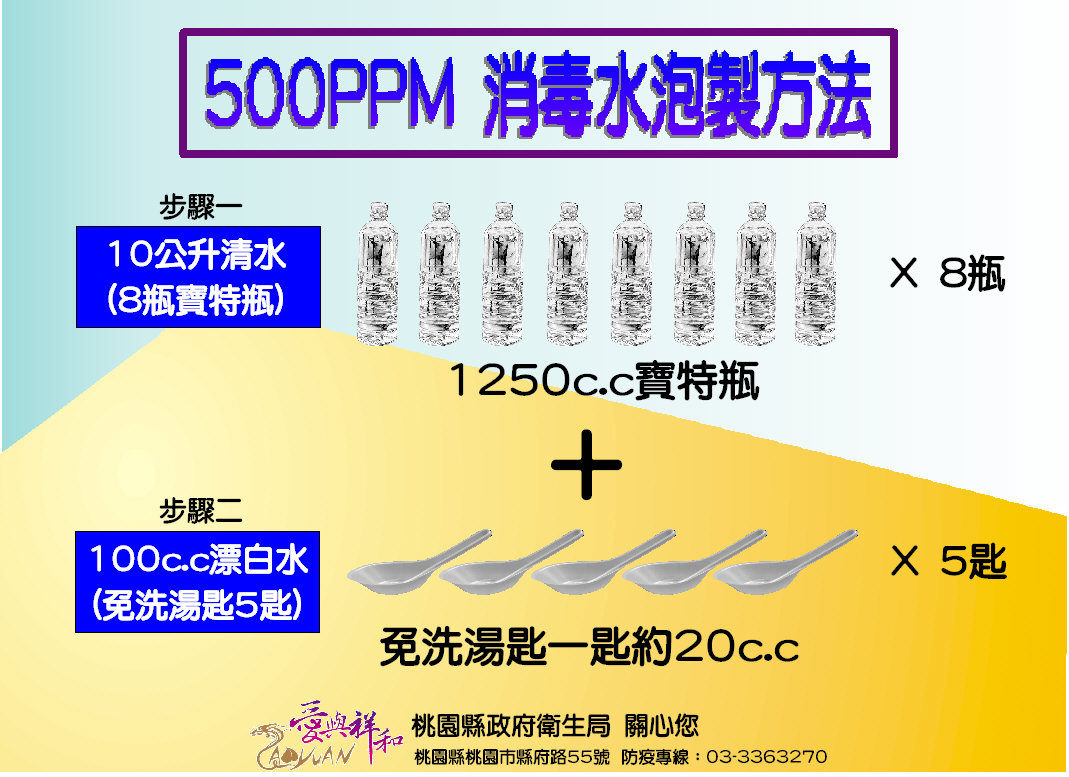 500PPM 消毒水泡製方法
步驟一
10公升清水
(8瓶寶特瓶)
X 8瓶
1250c.c寶特瓶
+
步驟二
100c.c漂白水
(免洗湯匙5匙)
X 5匙
免洗湯匙一匙約20c.c
愛與祥和
TAOYUAN
桃園縣政府衛生局 關心您
桃園縣桃園市縣府路55號 防疫專線：03-3363270